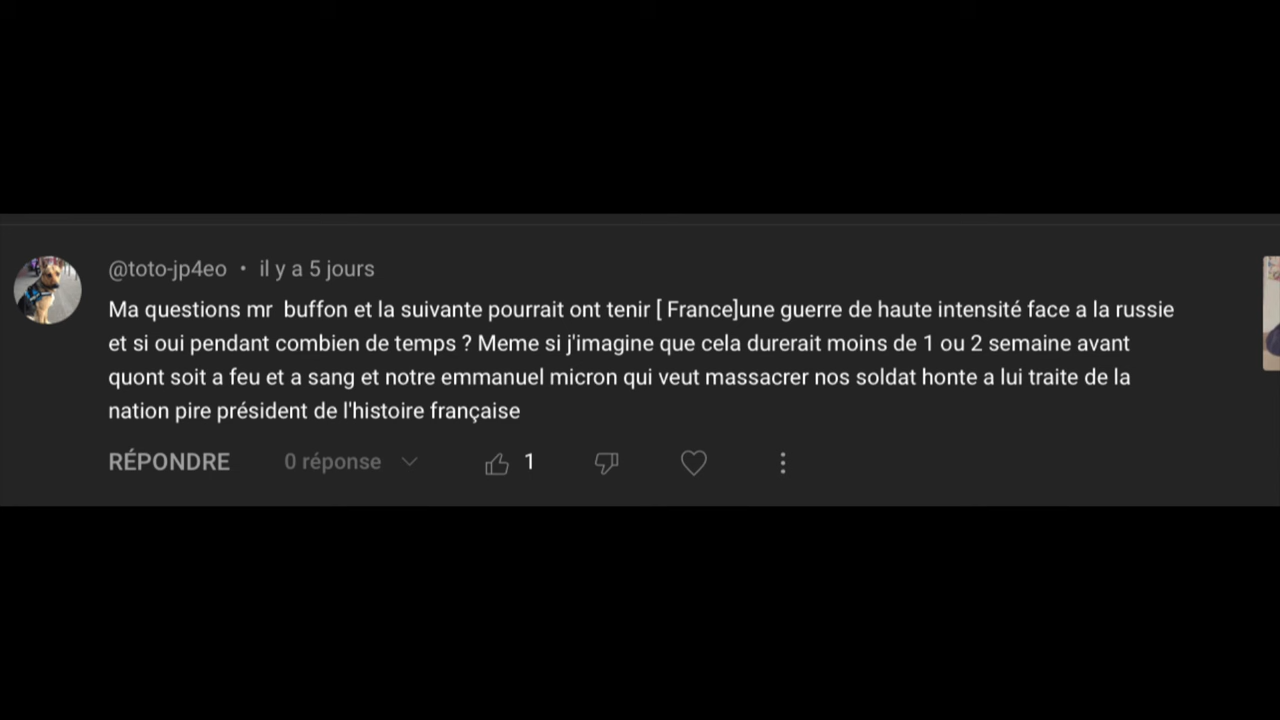 @toto-jp4eo • il y a 5 jours
Ma questions mr buffon et la suivante pourrait ont tenir [ France]une guerre de haute intensité face a la russie
et si oui pendant combien de temps ? Meme si j'imagine que cela durerait moins de 1 ou 2 semaine avant
quont soit a feu et a sang et notre emmanuel micron qui veut massacrer nos soldat honte a lui traite de la
nation pire président de l'histoire française
RÉPONDRE 0 réponse 1